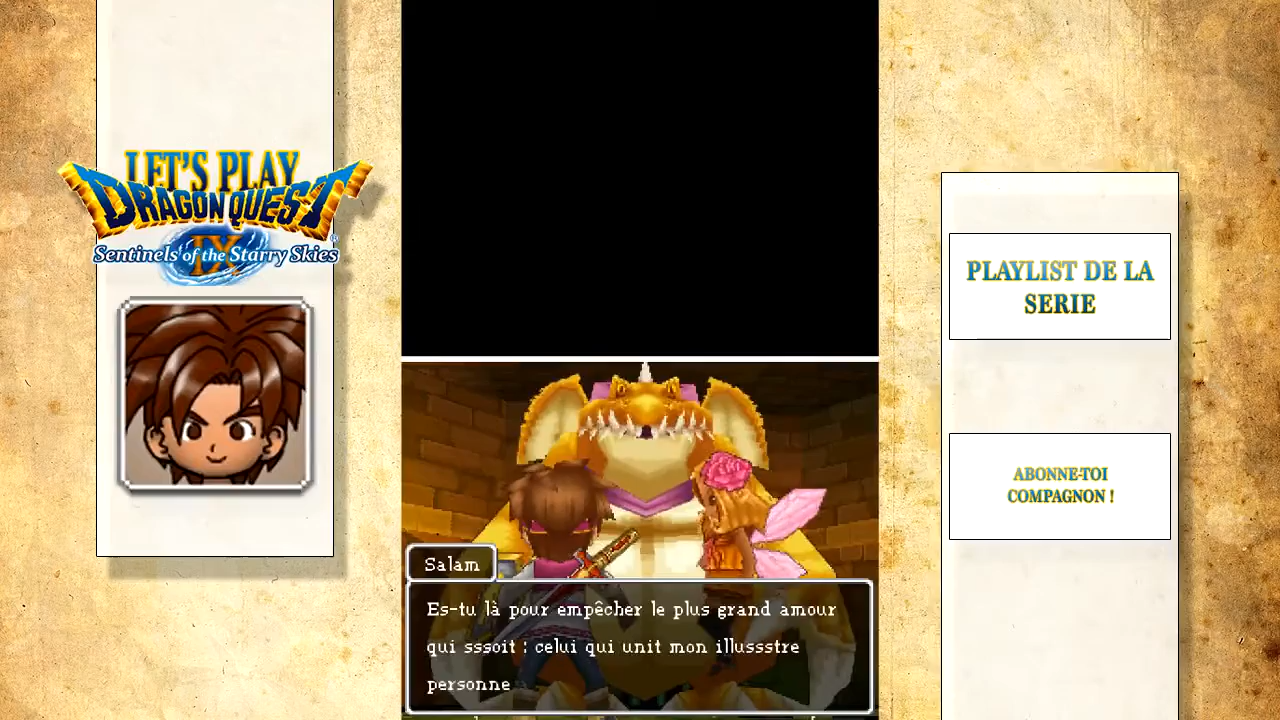 LET'S PLAY
DRAGON QUEST
IX
Sentinels of the Starry Skies
PLAYLIST DE LA
SERIE
ABONNE-TOI
COMPAGNON !
Salam
Es-tu là pour empêcher le plus grand amour
qui sssoit : celui qui unit mon illussstre
personne